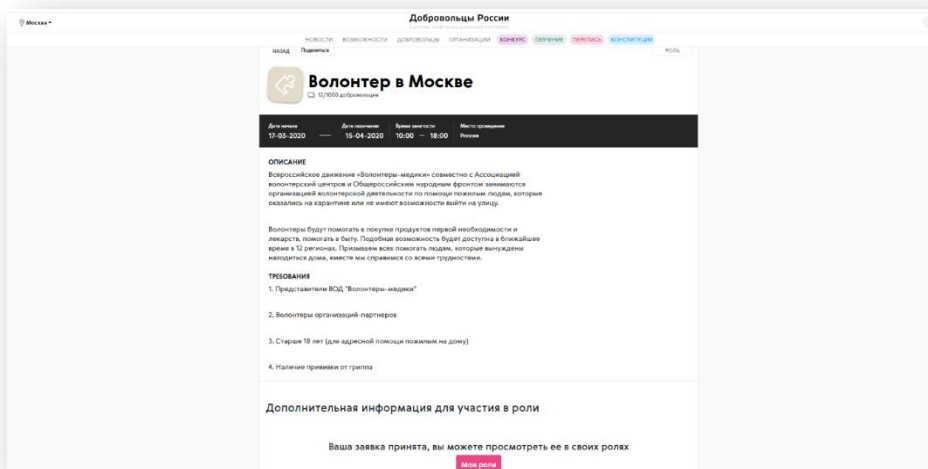 Москва
Добровольцы России
НОВОСТИ ВОЗМОЖНОСТИ ДОБРОВОЛЬЦЫ ОРГАНИЗАЦИИ КОНКУРС ОБУЧЕНИЕ ПЕРЕПИСЬ КОНСТИТУЦИЯ
НАЗАД Поделиться РОЛЬ
Волонтер в Москве
12/1000 добровольцев
Дата начала Дата окончания Время занятости Место проведения
17-03-2020 — 15-04-2020 10:00 — 18:00 Россия
ОПИСАНИЕ
Всероссийское движение «Волонтеры-медики» совместно с Ассоциацией
волонтерский центров и Общероссийским народным фронтом занимаются
организацией волонтерской деятельности по помощи пожилым людям, которые
оказались на карантине или не имеют возможности выйти на улицу.
Волонтеры будут помогать в покупке продуктов первой необходимости и
лекарств, помогать в быту. Подобная возможность будет доступна в ближайшее
время в 12 регионах. Призываем всех помогать людям, которые вынуждены
находиться дома, вместе мы справимся со всеми трудностями.
ТРЕБОВАНИЯ
1. Представители ВОД "Волонтеры-медики"
2. Волонтеры организаций-партнеров
3. Старше 18 лет (для адресной помощи пожилым на дому)
4. Наличие прививки от гриппа
Дополнительная информация для участия в роли
Ваша заявка принята, вы можете просмотреть ее в своих ролях
Мои роли